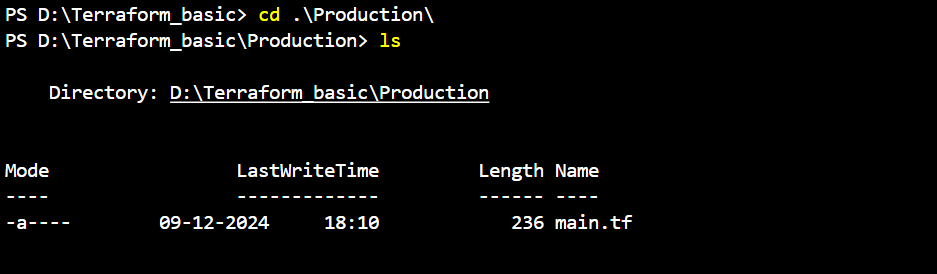 PS D:\Terraform_basic> cd .\Production\
PS D:\Terraform_basic\Production> ls
Directory: D:\Terraform_basic\Production
Mode LastWriteTime Length Name
---- ------------- ------ ----
-a---- 09-12-2024 18:10 236 main.tf